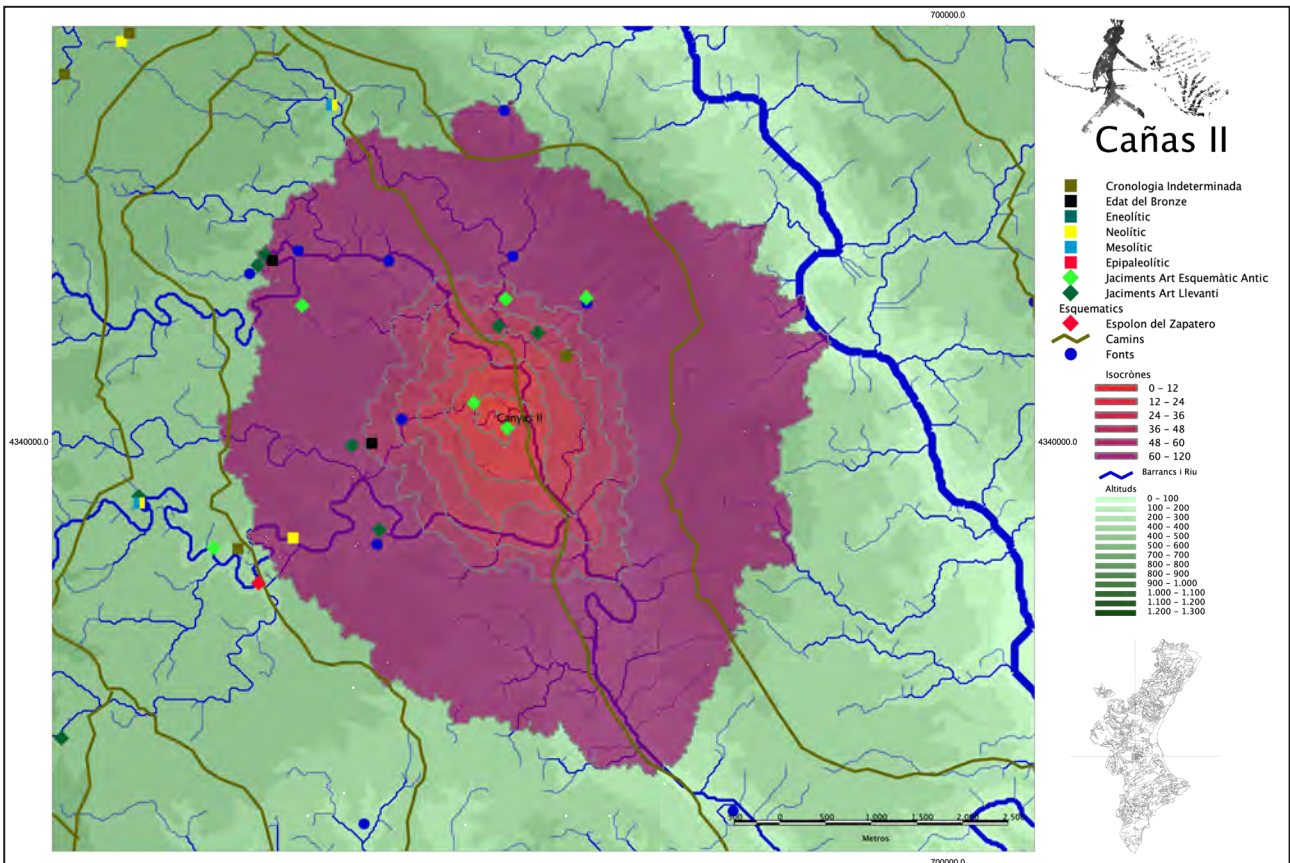 700000.0
Cañas II
Cronologia Indeterminada
Edat del Bronze
Eneolític
Neolític
Mesolític
Epipaleolític
Jaciments Art Esquemàtic Antic
Jaciments Art Llevanti
Esquematics
Espolon del Zapatero
Camins
Fonts
Isocrònes
0 - 12
12 - 24
24 - 36
36 - 48
48 - 60
60 - 120
Barrancs i Riu
Altituds
0 - 100
100 - 200
200 - 300
400 - 400
400 - 500
500 - 600
700 - 700
800 - 800
800 - 900
900 - 1.000
1.000 - 1.100
1.100 - 1.200
1.200 - 1.300
Canyas II
4340000.0
4340000.0
500 0 500 1.000 1.500 2.000 2.500
Metros
700000.0